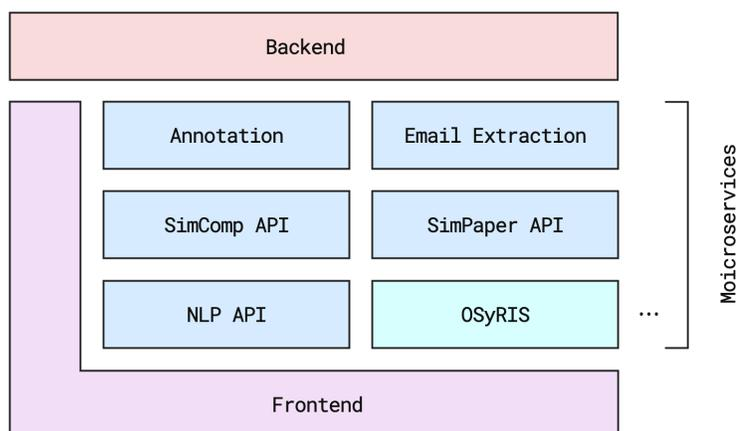 Backend
Annotation
Email Extraction
SimComp API
SimPaper API
NLP API
OSyRIS
...
Moicroservices
Frontend